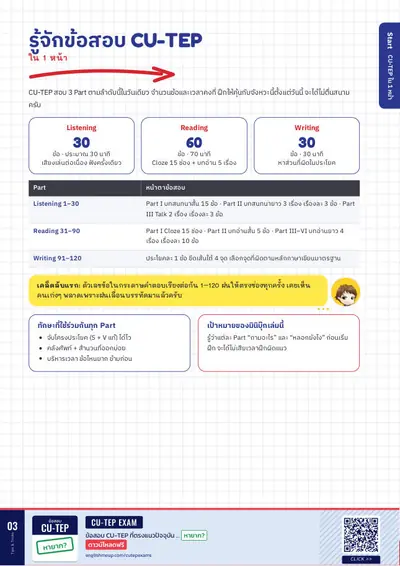 รู้จักข้อสอบ CU-TEP
ใน 1 หน้า
CU-TEP สอบ 3 Part ตามลำดับนี้ในวันเดียว จำนวนข้อและเวลาคงที่ ฝึกให้คุ้นกับจังหวะนี้ตั้งแต่วันนี้ จะได้ไม่ตื่นสนาม
ครับ
Listening
30
ข้อ · ประมาณ 30 นาที
เสียงเล่นต่อเนื่อง ฟังครั้งเดียว
Reading
60
ข้อ · 70 นาที
Cloze 15 ช่อง + บทอ่าน 5 เรื่อง
Writing
30
ข้อ · 30 นาที
หาส่วนที่ผิดในประโยค
Part
หน้าตาข้อสอบ
Listening 1–30
Part I บทสนทนาสั้น 15 ข้อ · Part II บทสนทนายาว 3 เรื่อง เรื่องละ 3 ข้อ · Part
III Talk 2 เรื่อง เรื่องละ 3 ข้อ
Reading 31–90
Part I Cloze 15 ช่อง · Part II บทอ่านสั้น 5 ข้อ · Part III–VI บทอ่านยาว 4
เรื่อง เรื่องละ 10 ข้อ
Writing 91–120
ประโยคละ 1 ข้อ ขีดเส้นใต้ 4 จุด เลือกจุดที่ผิดตามหลักภาษาเขียนมาตรฐาน
เคล็ดลับแรก: ตัวเลขข้อในกระดาษคำตอบเรียงต่อกัน 1–120 ฝนให้ตรงช่องทุกครั้ง เคยเห็น
คนเก่งๆ พลาดเพราะฝนเลื่อนบรรทัดมาแล้วครับ
ทักษะที่ใช้ร่วมกันทุก Part
จับโครงประโยค (S + V แท้) ได้ไว
คลังศัพท์ + สำนวนที่ออกบ่อย
บริหารเวลา ข้อไหนยาก ข้ามก่อน
เป้าหมายของมินิบุ๊กเล่มนี้
รู้ว่าแต่ละ Part "ถามอะไร" และ "หลอกยังไง" ก่อนเริ่ม
ฝึก จะได้ไม่เสียเวลาฝึกผิดแนว
Start
CU-TEP ใน 1 หน้า
03
Tips & Tricks
ข้อสอบ
CU-TEP
หายาก?
CU-TEP EXAM
ข้อสอบ CU-TEP ที่ตรงแนวปัจจุบัน ... หายาก?
ดาวน์โหลดฟรี
CLICK >>